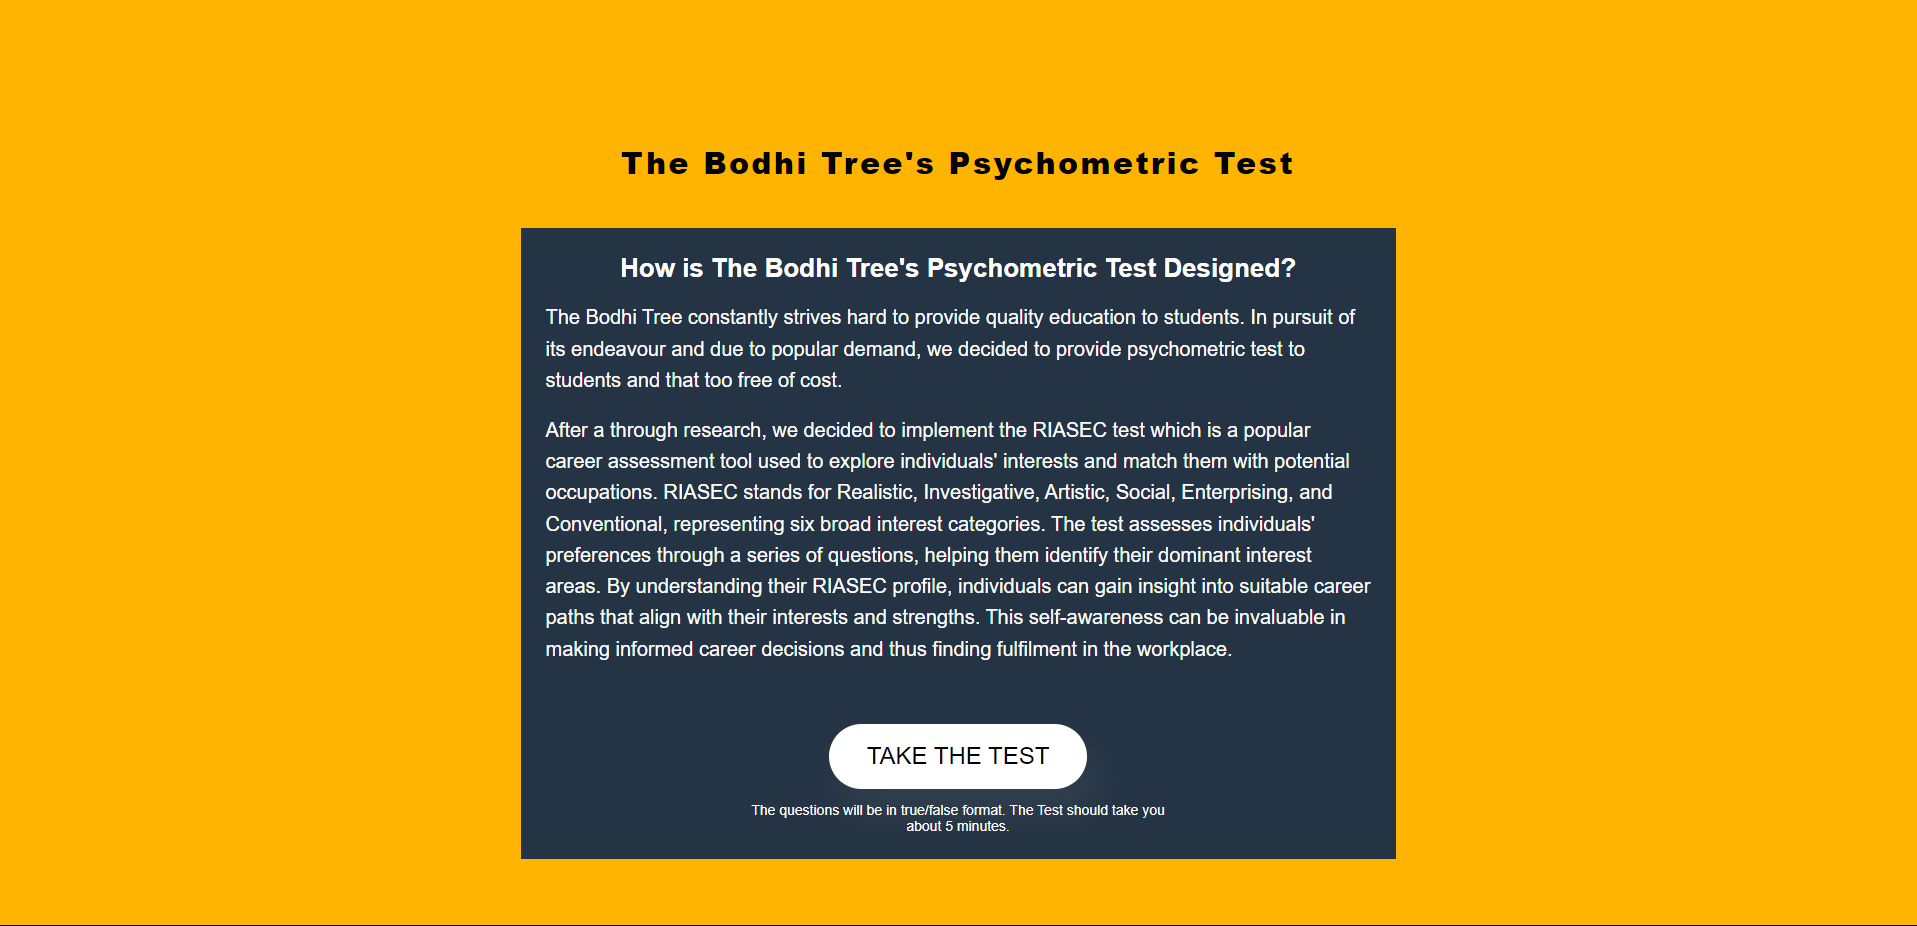 The Bodhi Tree's Psychometric Test
How is The Bodhi Tree's Psychometric Test Designed?
The Bodhi Tree constantly strives hard to provide quality education to students. In pursuit of
its endeavour and due to popular demand, we decided to provide psychometric test to
students and that too free of cost.
After a through research, we decided to implement the RIASEC test which is a popular
career assessment tool used to explore individuals' interests and match them with potential
occupations. RIASEC stands for Realistic, Investigative, Artistic, Social, Enterprising, and
Conventional, representing six broad interest categories. The test assesses individuals'
preferences through a series of questions, helping them identify their dominant interest
areas. By understanding their RIASEC profile, individuals can gain insight into suitable career
paths that align with their interests and strengths. This self-awareness can be invaluable in
making informed career decisions and thus finding fulfilment in the workplace.
TAKE THE TEST
The questions will be in true/false format. The Test should take you
about 5 minutes.